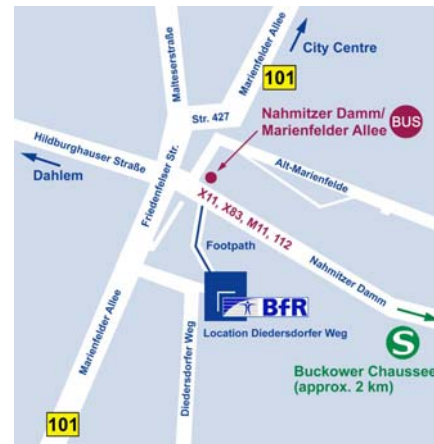 City Centre
101
Marienfelder Allee
Malteserstraße
Str. 427
Nahmitzer Damm/
Marienfelder Allee
BUS
Hildburghauser Straße
Dahlem
Friedenfelser Str.
Alt-Marienfelde
X11, X83, M11, 112
Footpath
Nahmitzer Damm
BfR
Location Diedersdorfer Weg
Marienfelder Allee
Diedersdorfer Weg
S
Buckower Chaussee
(approx. 2 km)
101